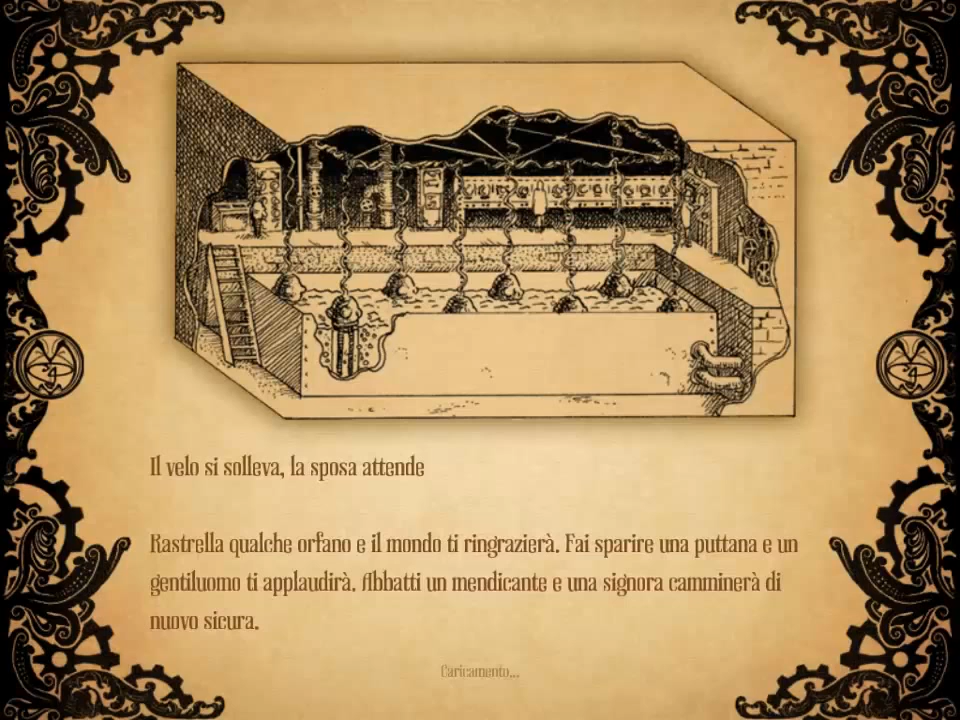 Il velo si solleva, la sposa attende
Rastrella qualche orfano e il mondo ti ringrazierà. Fai sparire una puttana e un
gentiluomo ti applaudirà. Abbatti un mendicante e una signora camminerà di
nuovo sicura.
Caricamento...